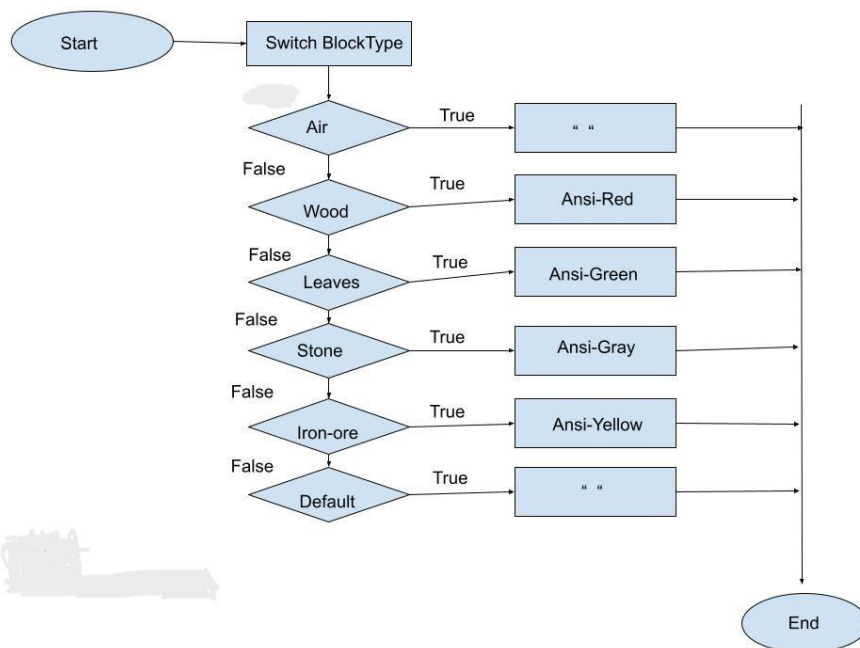 Start
Switch BlockType
Air
True
“ “
False
Wood
True
Ansi-Red
False
Leaves
True
Ansi-Green
False
Stone
True
Ansi-Gray
False
Iron-ore
True
Ansi-Yellow
False
Default
True
“ “
End